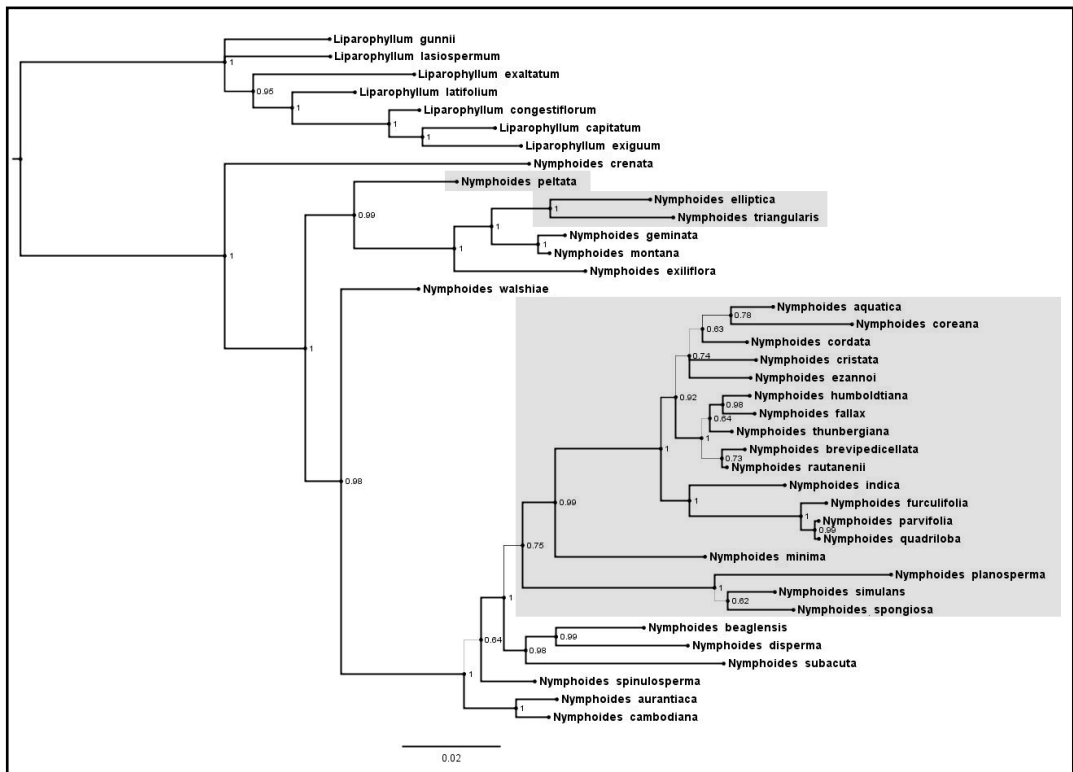 Liparophyllum gunnii
Liparophyllum lasiospermum
1
Liparophyllum exaltatum
0.95
Liparophyllum latifolium
1
Liparophyllum congestiflorum
1
Liparophyllum capitatum
1
Liparophyllum exiguum
Nymphoides crenata
Nymphoides peltata
Nymphoides elliptica
1
0.99
Nymphoides triangularis
1
Nymphoides geminata
1
1
Nymphoides montana
1
Nymphoides exiliflora
Nymphoides walshiae
Nymphoides aquatica
0.78
Nymphoides coreana
0.63
Nymphoides cordata
1
0.74
Nymphoides cristata
Nymphoides ezannoi
0.92
Nymphoides humboldtiana
0.98
Nymphoides fallax
0.64
Nymphoides thunbergiana
1
Nymphoides brevipedicellata
1
0.73
Nymphoides rautanenii
0.98
Nymphoides indica
1
0.99
Nymphoides furculifolia
1
Nymphoides parvifolia
0.99
Nymphoides quadriloba
0.75
Nymphoides minima
Nymphoides planosperma
1
Nymphoides simulans
1
0.62
Nymphoides spongiosa
Nymphoides beaglensis
0.99
0.64
Nymphoides disperma
0.98
Nymphoides subacuta
1
Nymphoides spinulosperma
Nymphoides aurantiaca
1
Nymphoides cambodiana
0.02